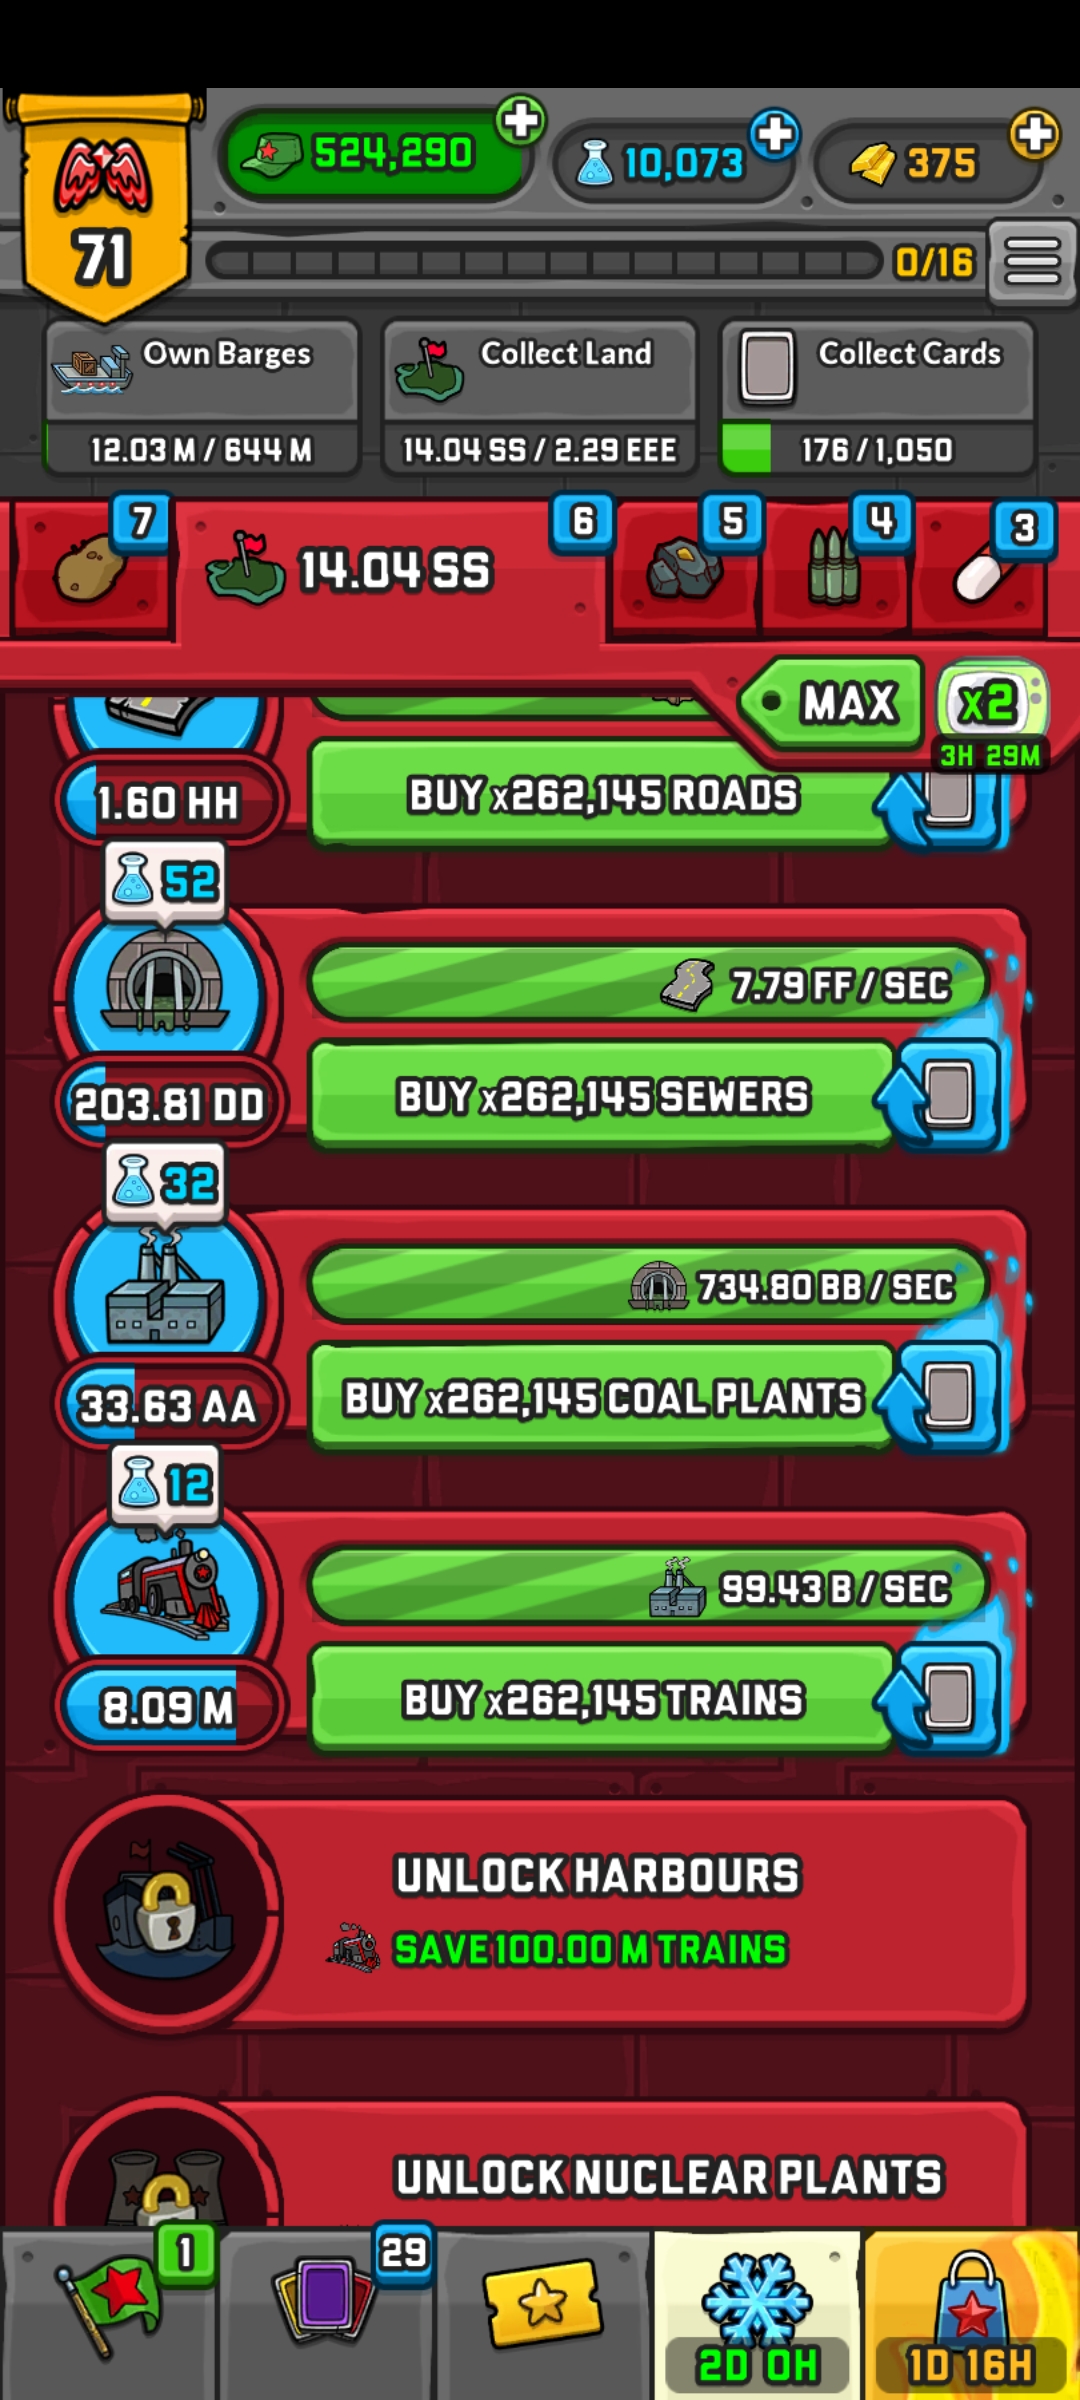 524,290
10,073
375
71
0/16
Own Barges
12.03 M / 644 M
Collect Land
14.04 SS / 2.29 EEE
Collect Cards
176 / 1,050
7
14.04 SS
6
5
4
3
MAX
x2
3H 29M
1.60 HH
BUY x262,145 ROADS
52
7.79 FF / SEC
203.81 DD
BUY x262,145 SEWERS
32
734.80 BB / SEC
33.63 AA
BUY x262,145 COAL PLANTS
12
99.43 B / SEC
8.09 M
BUY x262,145 TRAINS
UNLOCK HARBOURS
SAVE 100.00 M TRAINS
UNLOCK NUCLEAR PLANTS
1
29
2D 0H
1D 16H